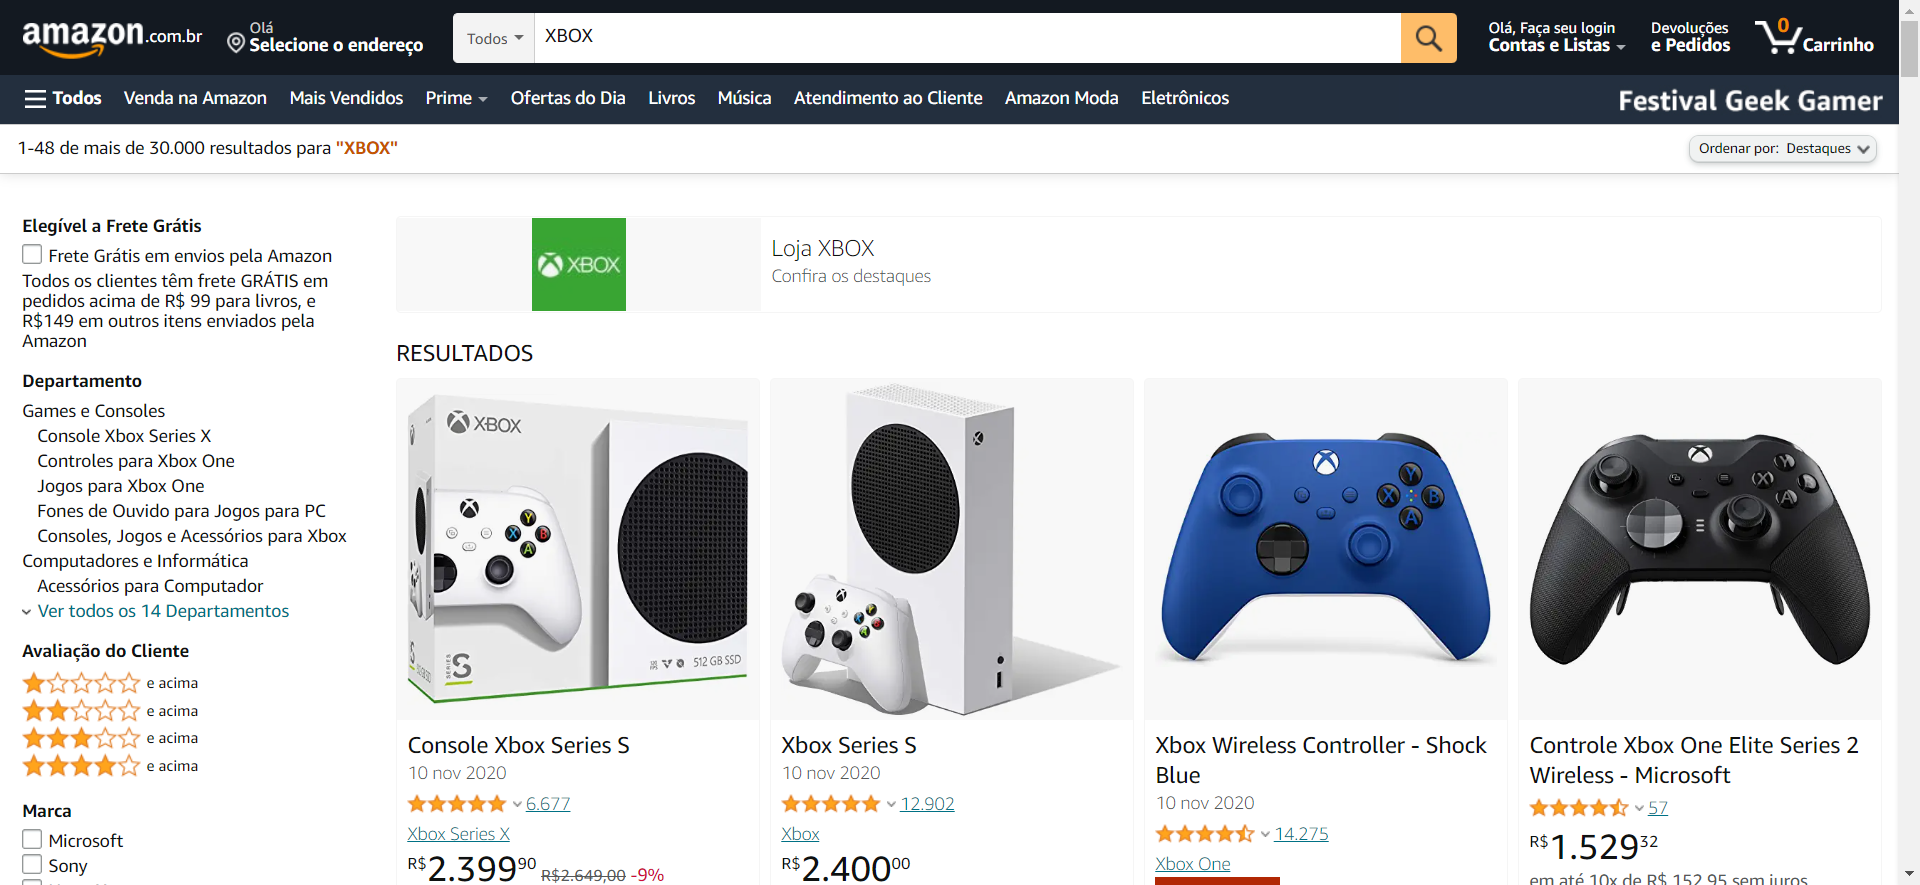 amazon.com.br
Olá
Selecione o endereço
Todos
XBOX
Olá, Faça seu login
Contas e Listas
Devoluções
e Pedidos
0
Carrinho
Todos
Venda na Amazon
Mais Vendidos
Prime
Ofertas do Dia
Livros
Música
Atendimento ao Cliente
Amazon Moda
Eletrônicos
Festival Geek Gamer
1-48 de mais de 30.000 resultados para "XBOX"
Ordenar por: Destaques
Elegível a Frete Grátis
Frete Grátis em envios pela Amazon
Todos os clientes têm frete GRÁTIS em
pedidos acima de R$ 99 para livros, e
R$149 em outros itens enviados pela
Amazon
Departamento
Games e Consoles
Console Xbox Series X
Controles para Xbox One
Jogos para Xbox One
Fones de Ouvido para Jogos para PC
Consoles, Jogos e Acessórios para Xbox
Computadores e Informática
Acessórios para Computador
Ver todos os 14 Departamentos
Avaliação do Cliente
e acima
e acima
e acima
e acima
Marca
Microsoft
Sony
XBOX
Loja XBOX
Confira os destaques
RESULTADOS
XBOX
Y
X
B
A
SERIES
S
512 GB SSD
Console Xbox Series S
10 nov 2020
6.677
Xbox Series X
R$2.39990 R$2.649,00 -9%
Xbox Series S
10 nov 2020
12.902
Xbox
R$2.40000
Y
X
B
A
Xbox Wireless Controller - Shock
Blue
10 nov 2020
14.275
Xbox One
Y
X
A
Controle Xbox One Elite Series 2
Wireless - Microsoft
57
R$1.52932
em até 10x de R$ 152,95 sem juros